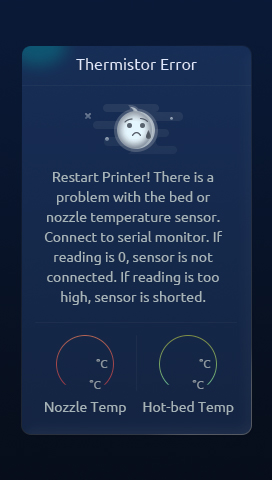 Thermistor Error
Restart Printer! There is a
problem with the bed or
nozzle temperature sensor.
Connect to serial monitor. If
reading is 0, sensor is not
connected. If reading is too
high, sensor is shorted.
°C °C
°C °C
Nozzle Temp Hot-bed Temp